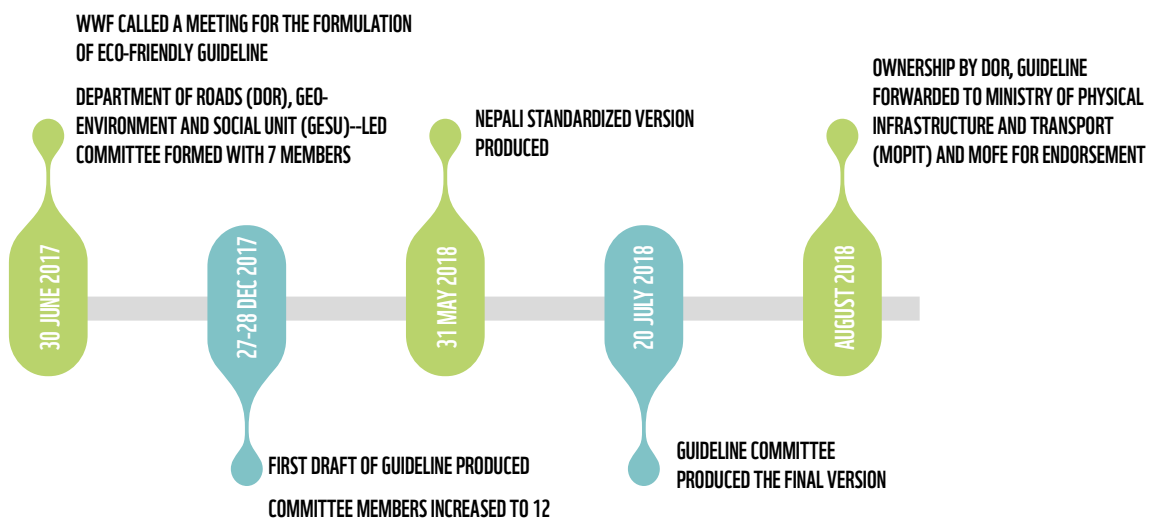 WWF CALLED A MEETING FOR THE FORMULATION
OF ECO-FRIENDLY GUIDELINE
DEPARTMENT OF ROADS (DOR), GEO-
ENVIRONMENT AND SOCIAL UNIT (GESU)--LED
COMMITTEE FORMED WITH 7 MEMBERS
30 JUNE 2017
27-28 DEC 2017
FIRST DRAFT OF GUIDELINE PRODUCED
COMMITTEE MEMBERS INCREASED TO 12
NEPALI STANDARDIZED VERSION
PRODUCED
31 MAY 2018
20 JULY 2018
GUIDELINE COMMITTEE
PRODUCED THE FINAL VERSION
OWNERSHIP BY DOR, GUIDELINE
FORWARDED TO MINISTRY OF PHYSICAL
INFRASTRUCTURE AND TRANSPORT
(MOPIT) AND MOFE FOR ENDORSEMENT
AUGUST 2018